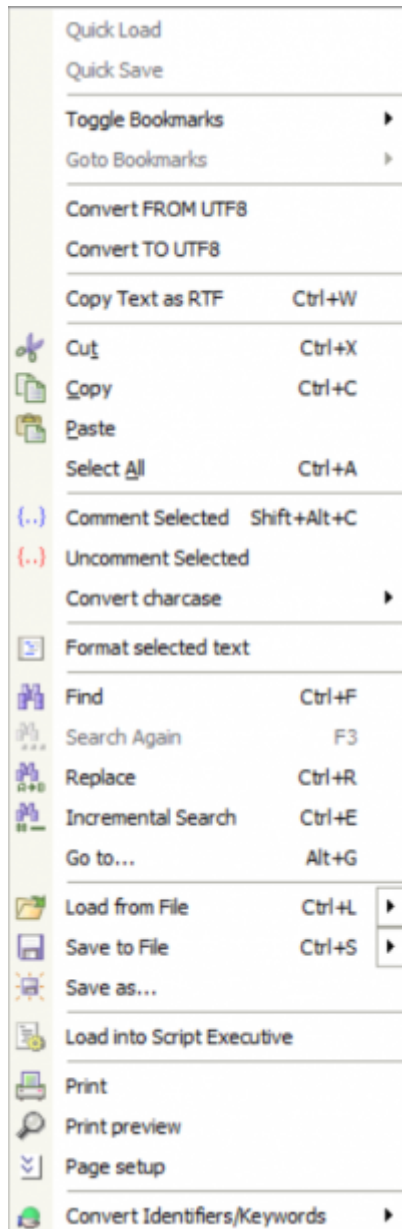 Quick Load
Quick Save
Toggle Bookmarks
Goto Bookmarks
Convert FROM UTF8
Convert TO UTF8
Copy Text as RTF Ctrl+W
Cut Ctrl+X
Copy Ctrl+C
Paste
Select All Ctrl+A
{..} Comment Selected Shift+Alt+C
{..} Uncomment Selected
Convert charcase
Format selected text
Find Ctrl+F
Search Again F3
Replace Ctrl+R
Incremental Search Ctrl+E
Go to... Alt+G
Load from File Ctrl+L
Save to File Ctrl+S
Save as...
Load into Script Executive
Print
Print preview
Page setup
Convert Identifiers/Keywords